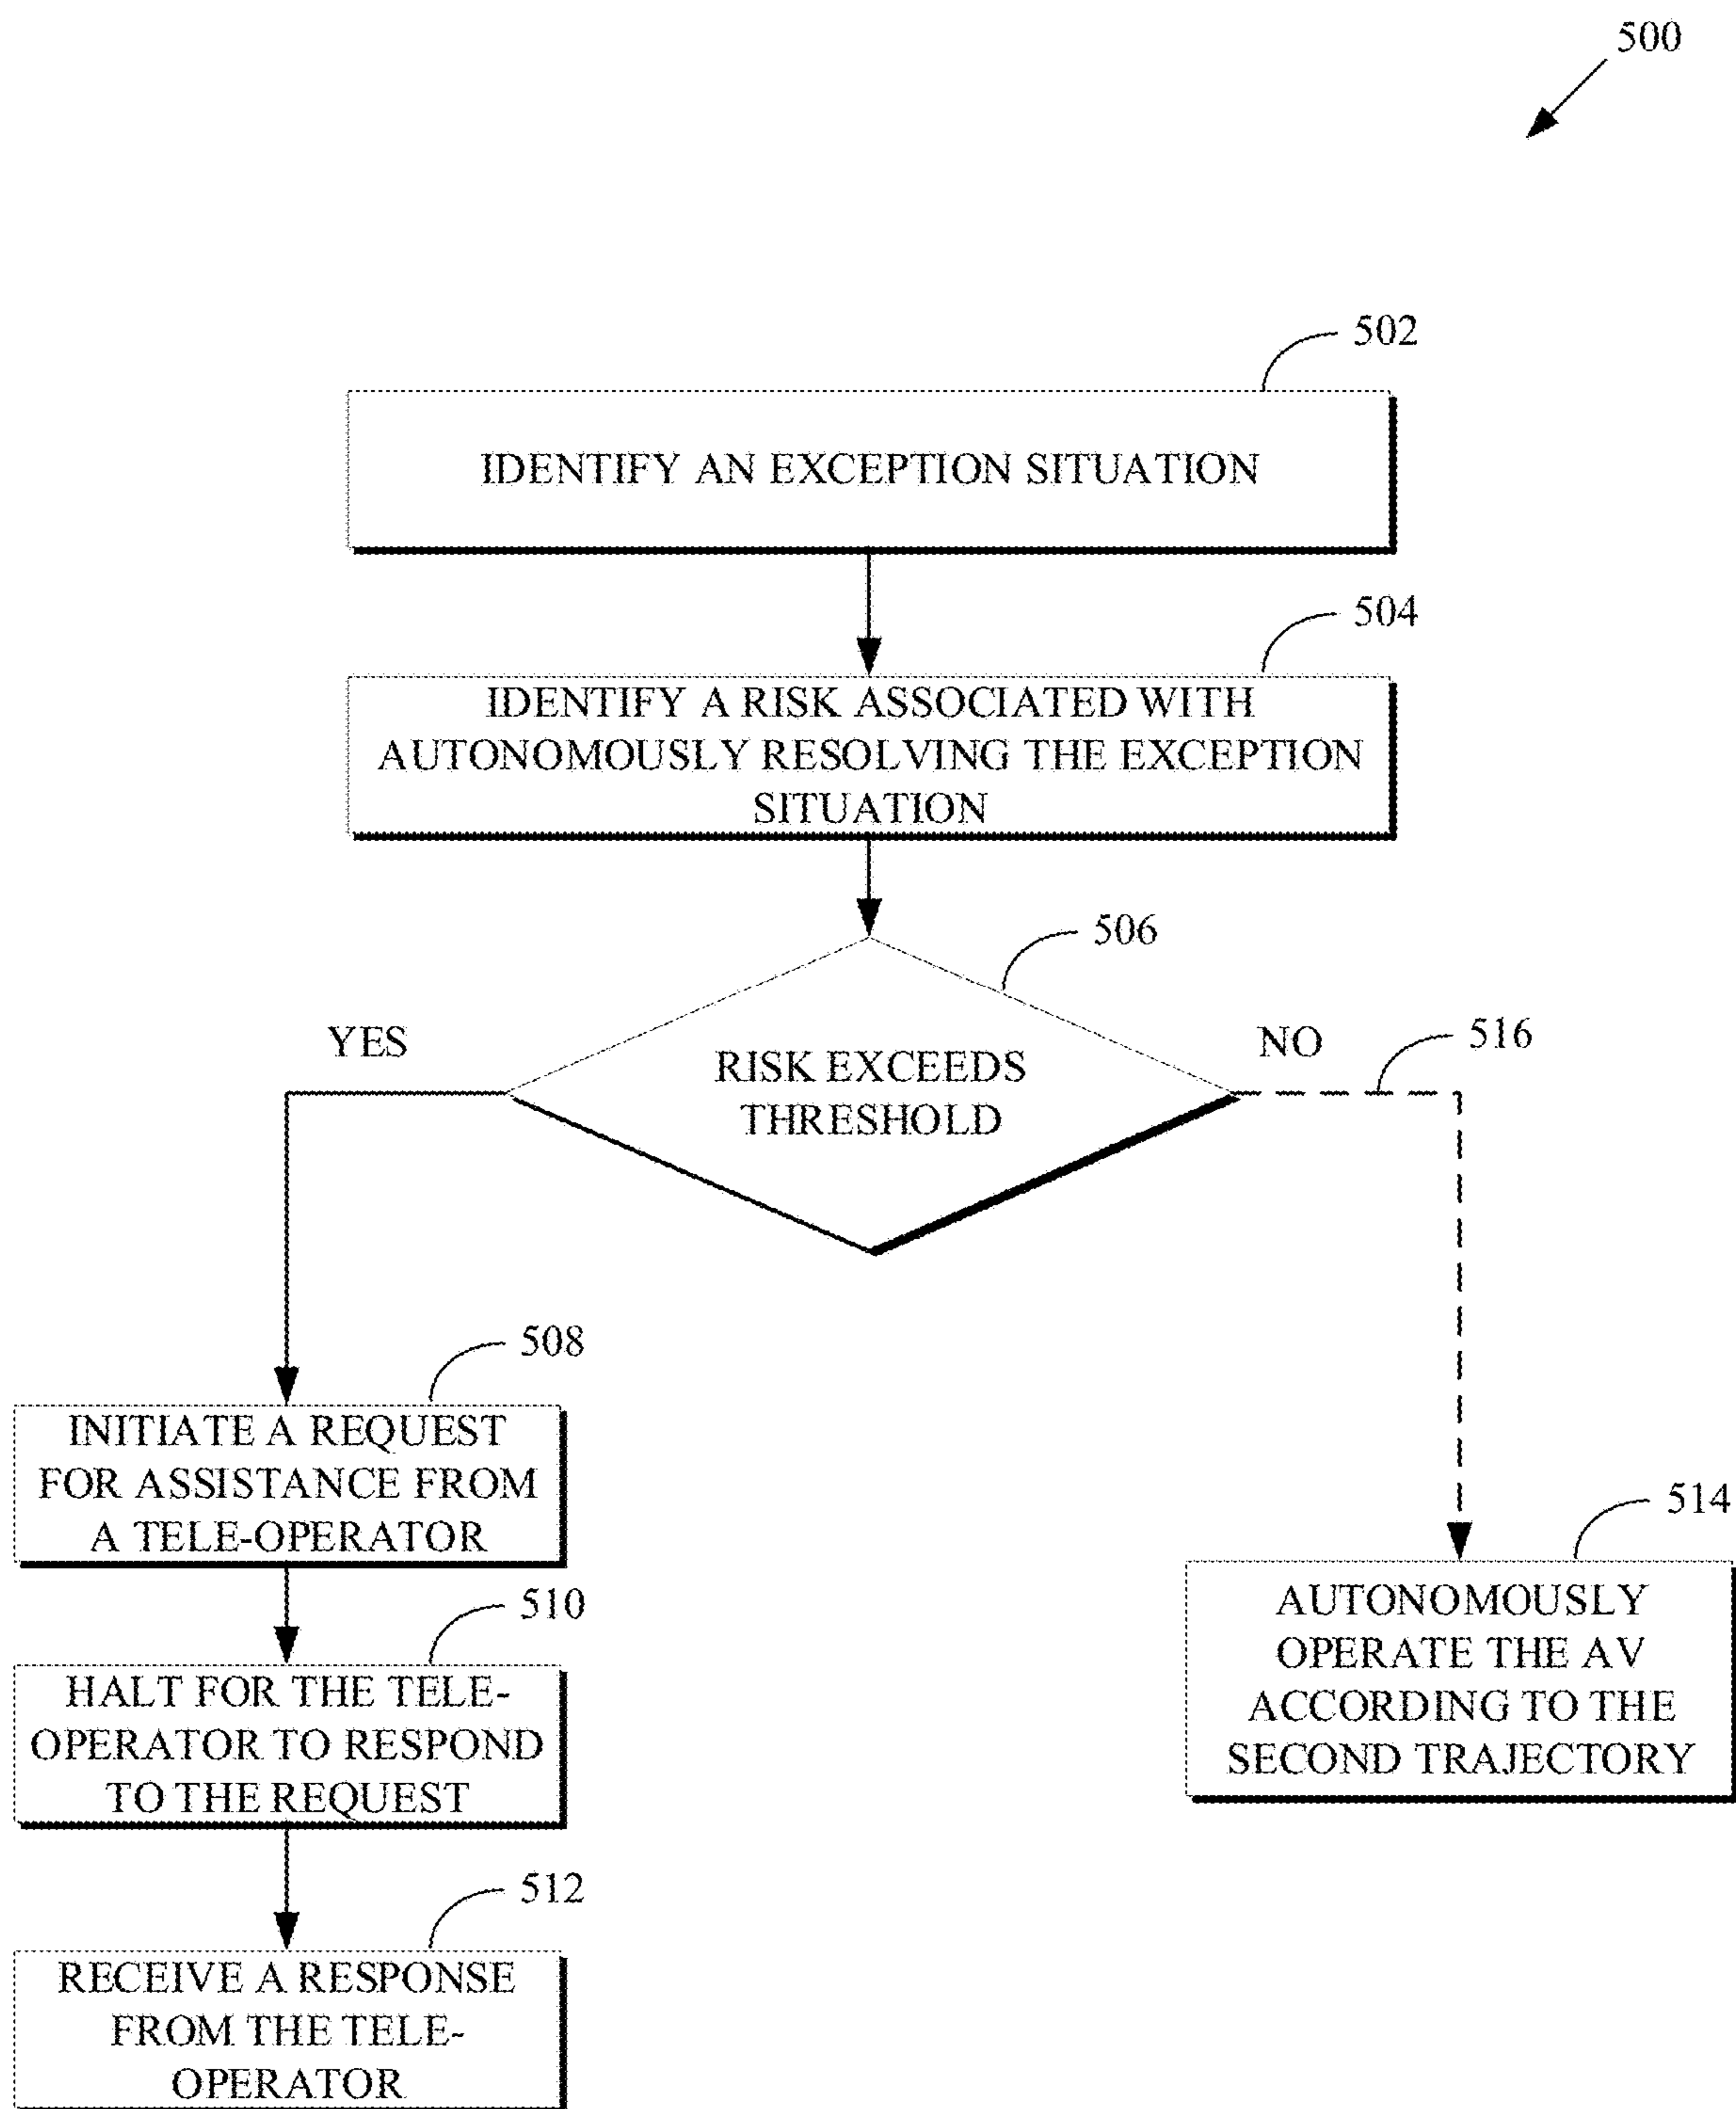 500
502
IDENTIFY AN EXCEPTION SITUATION
504
IDENTIFY A RISK ASSOCIATED WITH
AUTONOMOUSLY RESOLVING THE EXCEPTION
SITUATION
506
YES
RISK EXCEEDS
THRESHOLD
NO
516
508
INITIATE A REQUEST
FOR ASSISTANCE FROM
A TELE-OPERATOR
510
HALT FOR THE TELE-
OPERATOR TO RESPOND
TO THE REQUEST
512
RECEIVE A RESPONSE
FROM THE TELE-
OPERATOR
514
AUTONOMOUSLY
OPERATE THE AV
ACCORDING TO THE
SECOND TRAJECTORY